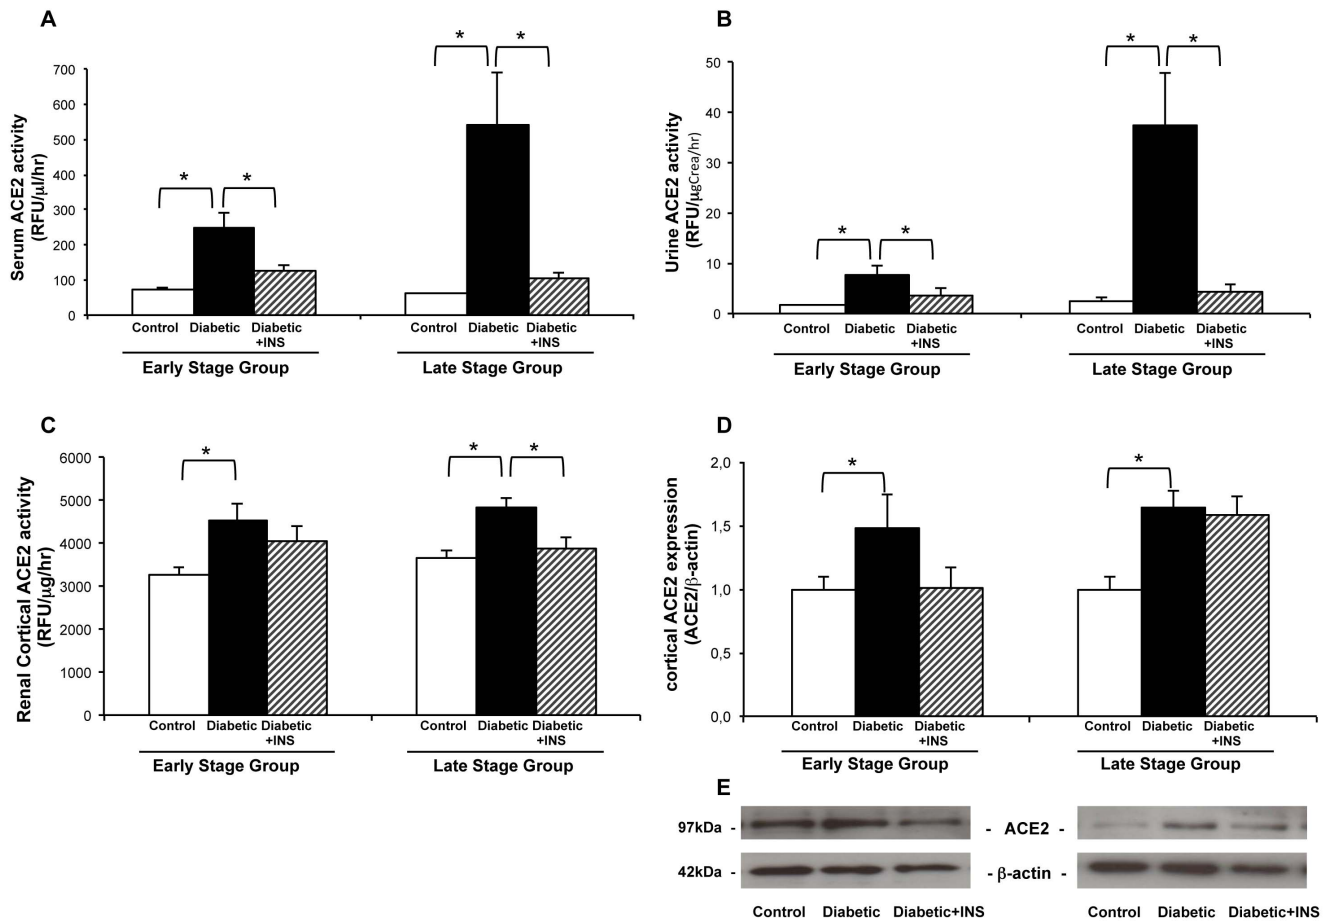 A
Serum ACE2 activity
(RFU/µl/hr)
700
600
500
400
300
200
100
0
* *
* *
Control Diabetic Diabetic
+INS
Control Diabetic Diabetic
+INS
Early Stage Group
Late Stage Group
B
Urine ACE2 activity
(RFU/µgCrea/hr)
50
40
30
20
10
0
* *
* *
Control Diabetic Diabetic
+INS
Control Diabetic Diabetic
+INS
Early Stage Group
Late Stage Group
C
Renal Cortical ACE2 activity
(RFU/µg/hr)
6000
5000
4000
3000
2000
1000
0
*
* *
Control Diabetic Diabetic
+INS
Control Diabetic Diabetic
+INS
Early Stage Group
Late Stage Group
D
cortical ACE2 expression
(ACE2/β-actin)
2,0
1,5
1,0
0,5
0,0
*
*
Control Diabetic Diabetic
+INS
Control Diabetic Diabetic
+INS
Early Stage Group
Late Stage Group
E
97kDa - - ACE2 -
42kDa - - β-actin -
Control Diabetic Diabetic+INS
Control Diabetic Diabetic+INS